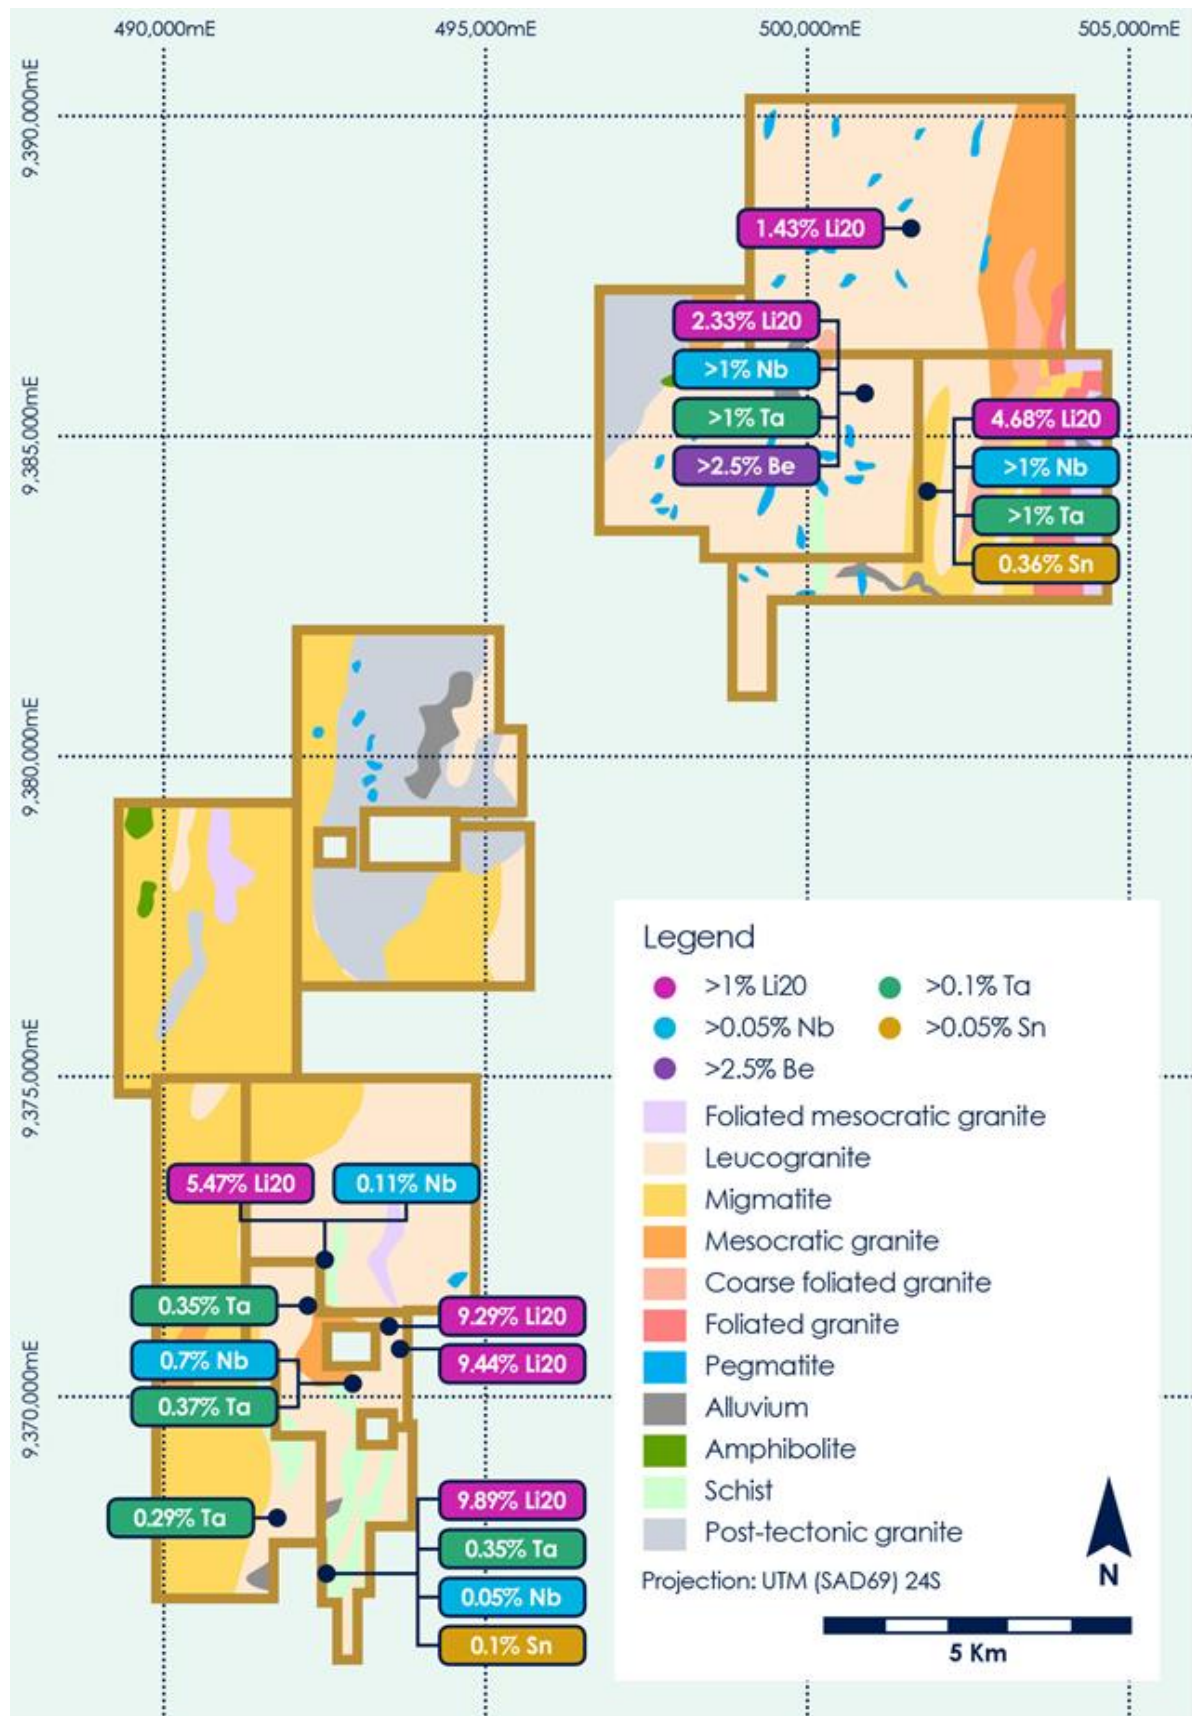 490,000mE
495,000mE
500,000mE
505,000mE
9,390,000mE
9,385,000mE
9,380,000mE
9,375,000mE
9,370,000mE
1.43% Li20
2.33% Li20
>1% Nb
>1% Ta
>2.5% Be
4.68% Li20
>1% Nb
>1% Ta
0.36% Sn
5.47% Li20
0.11% Nb
0.35% Ta
9.29% Li20
9.44% Li20
0.7% Nb
0.37% Ta
0.29% Ta
9.89% Li20
0.35% Ta
0.05% Nb
0.1% Sn
Legend
>1% Li20
>0.1% Ta
>0.05% Nb
>0.05% Sn
>2.5% Be
Foliated mesocratic granite
Leucogranite
Migmatite
Mesocratic granite
Coarse foliated granite
Foliated granite
Pegmatite
Alluvium
Amphibolite
Schist
Post-tectonic granite
Projection: UTM (SAD69) 24S
N
5 Km